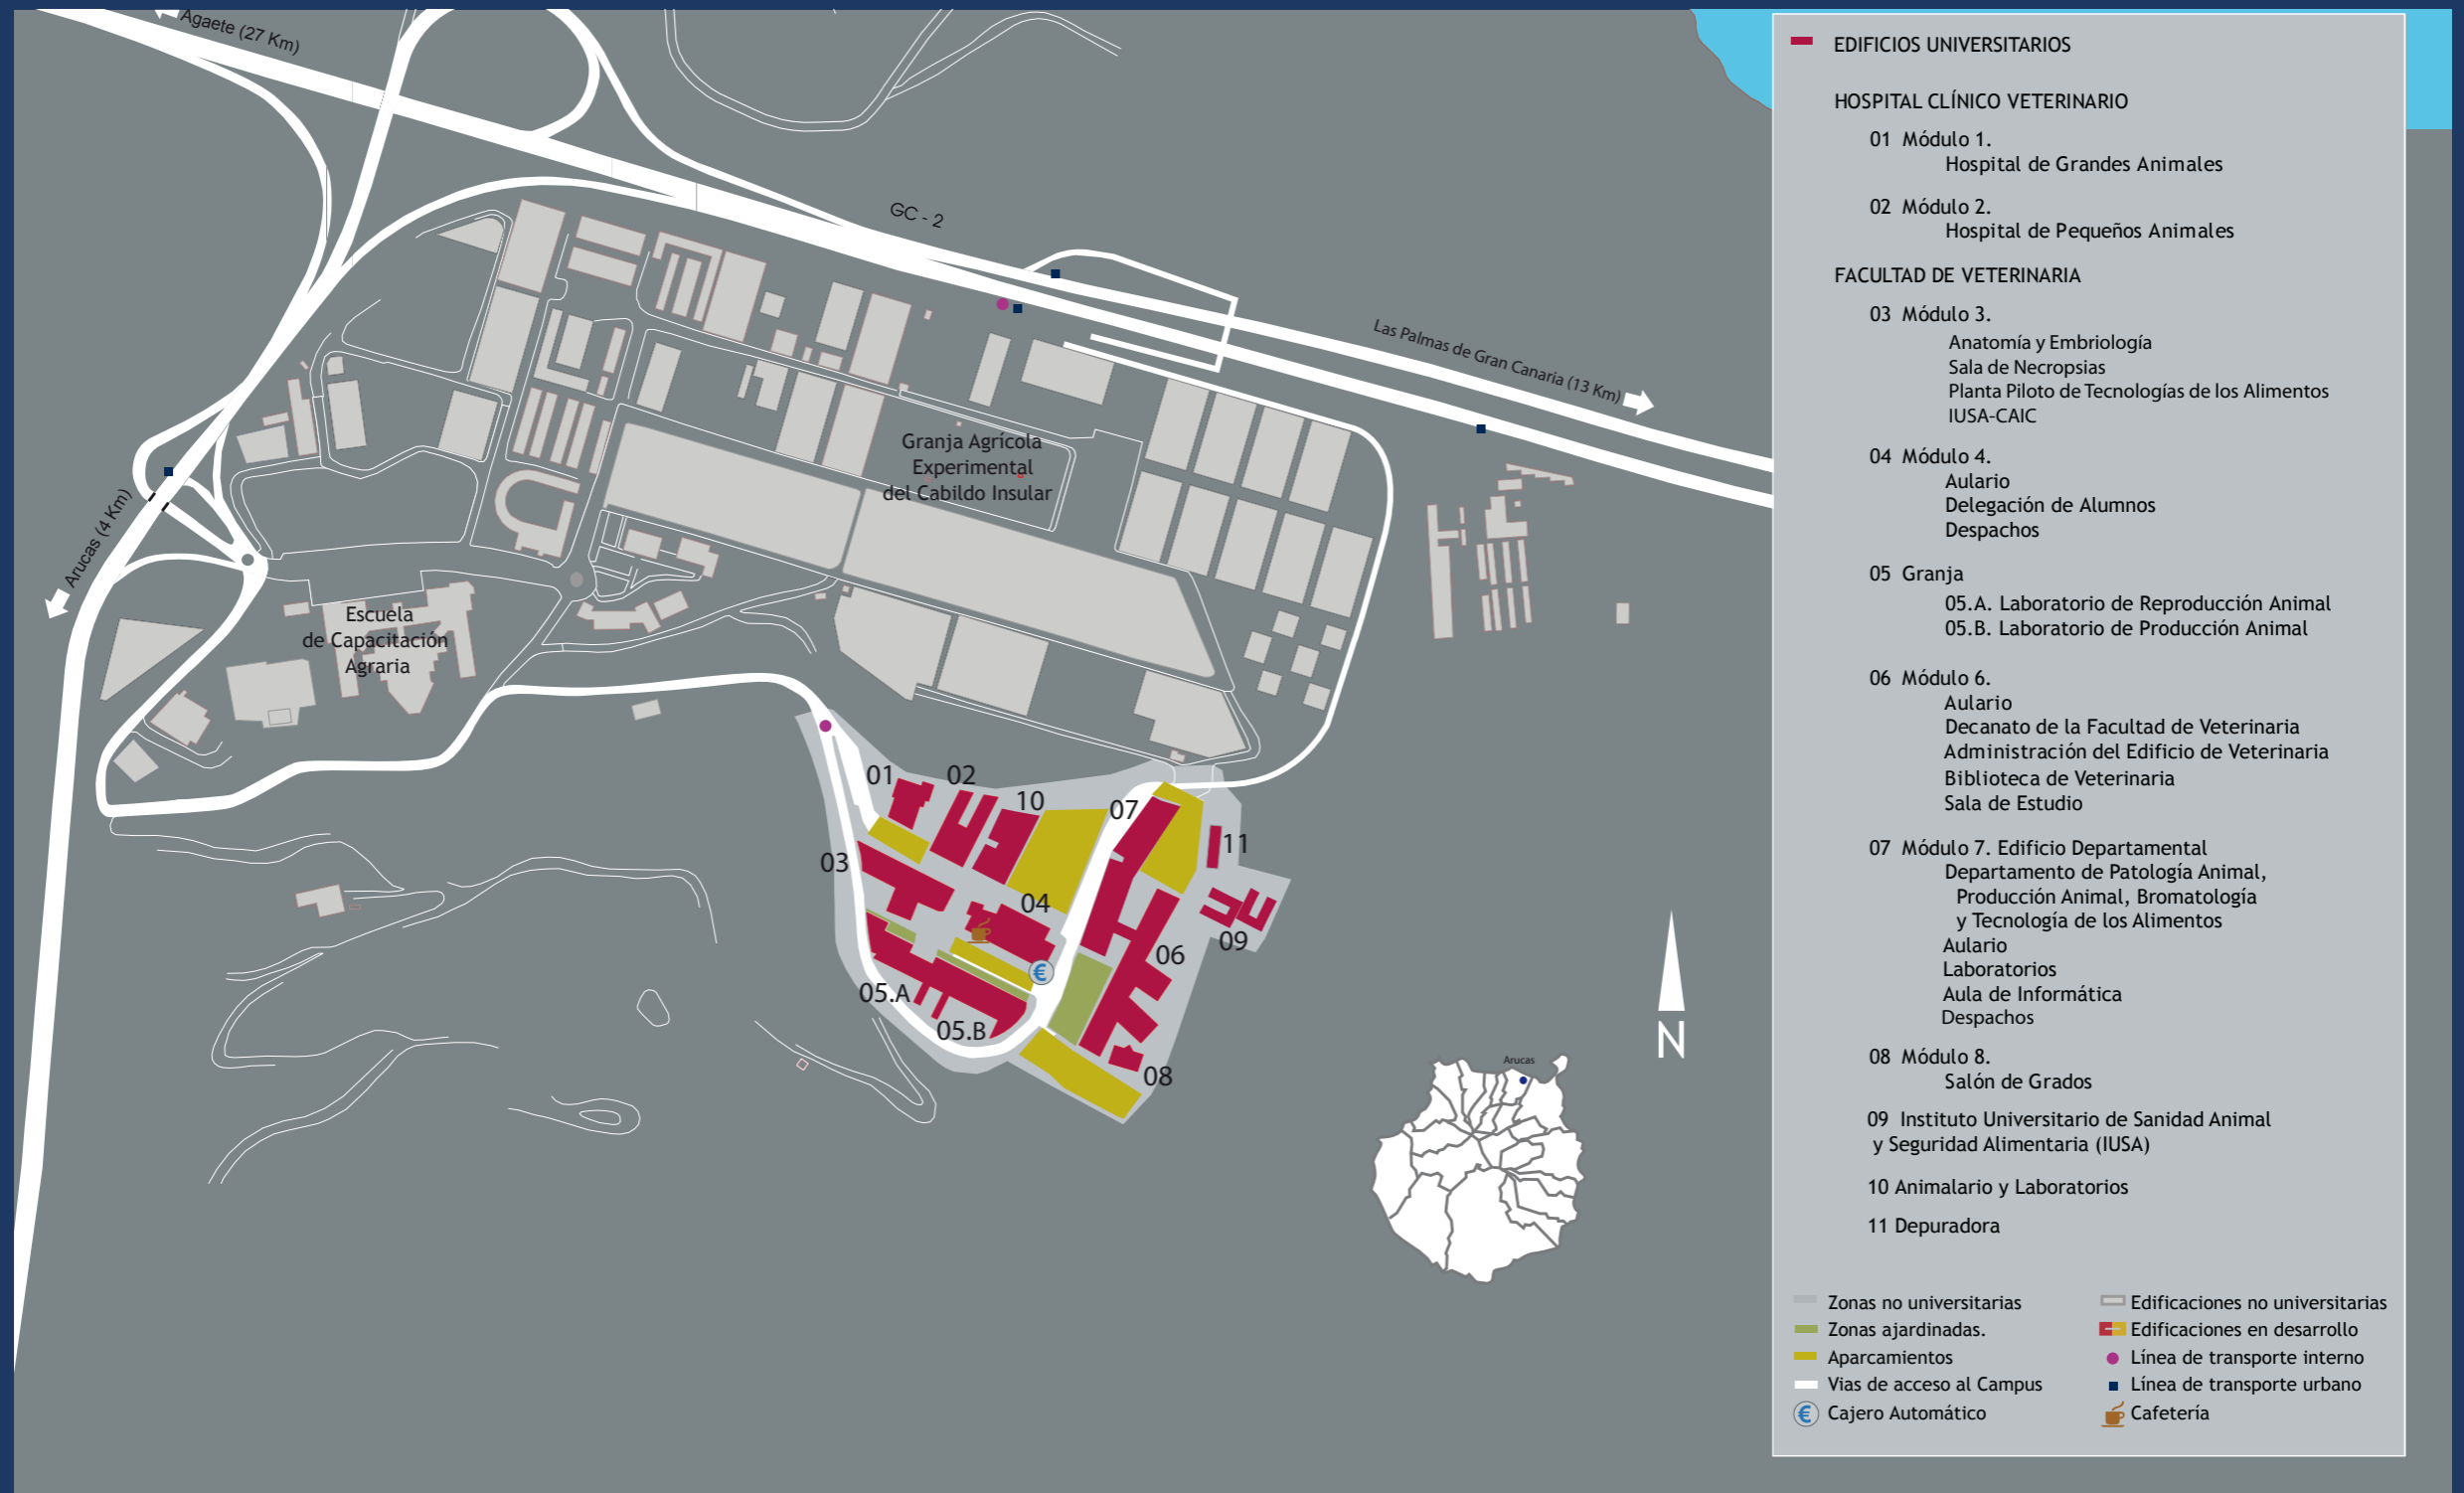 Agaete (27 Km)
GC - 2
Las Palmas de Gran Canaria (13 Km)
Arucas (4 Km)
Granja Agrícola
Experimental
del Cabildo Insular
Escuela
de Capacitación
Agraria
01
02
10
07
11
03
04
09
06
05.A
05.B
08
€
N
Arucas
EDIFICIOS UNIVERSITARIOS
HOSPITAL CLÍNICO VETERINARIO
01 Módulo 1.
Hospital de Grandes Animales
02 Módulo 2.
Hospital de Pequeños Animales
FACULTAD DE VETERINARIA
03 Módulo 3.
Anatomía y Embriología
Sala de Necropsias
Planta Piloto de Tecnologías de los Alimentos
IUSA-CAIC
04 Módulo 4.
Aulario
Delegación de Alumnos
Despachos
05 Granja
05.A. Laboratorio de Reproducción Animal
05.B. Laboratorio de Producción Animal
06 Módulo 6.
Aulario
Decanato de la Facultad de Veterinaria
Administración del Edificio de Veterinaria
Biblioteca de Veterinaria
Sala de Estudio
07 Módulo 7. Edificio Departamental
Departamento de Patología Animal,
Producción Animal, Bromatología
y Tecnología de los Alimentos
Aulario
Laboratorios
Aula de Informática
Despachos
08 Módulo 8.
Salón de Grados
09 Instituto Universitario de Sanidad Animal
y Seguridad Alimentaria (IUSA)
10 Animalario y Laboratorios
11 Depuradora
Zonas no universitarias
Zonas ajardinadas.
Aparcamientos
Vias de acceso al Campus
€ Cajero Automático
Edificaciones no universitarias
Edificaciones en desarrollo
Línea de transporte interno
Línea de transporte urbano
Cafetería